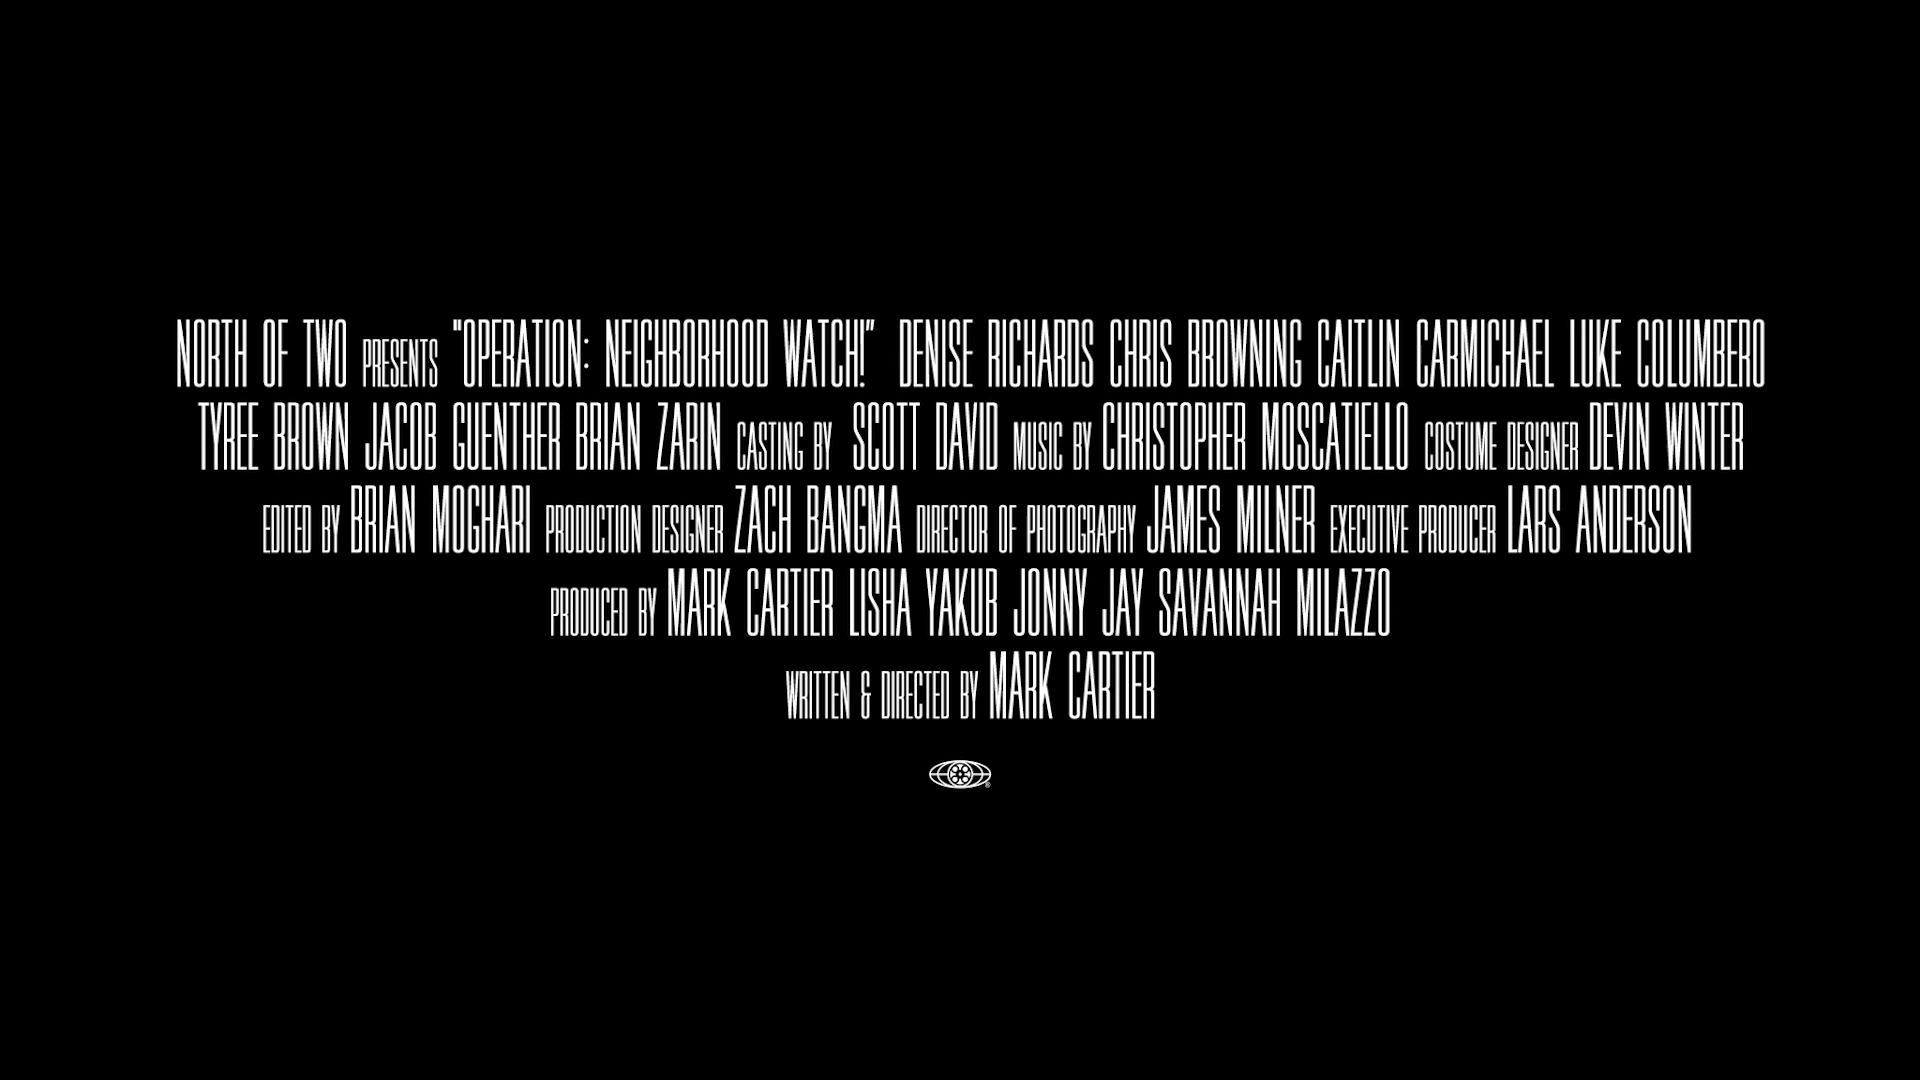 NORTH OF TWO PRESENTS "OPERATION: NEIGHBORHOOD WATCH!" DENISE RICHARDS CHRIS BROWNING CAITLIN CARMICHAEL LUKE COLUMBERO
TYREE BROWN JACOB GUENTHER BRIAN ZARIN CASTING BY SCOTT DAVID MUSIC BY CHRISTOPHER MOSCATIELLO COSTUME DESIGNER DEVIN WINTER
EDITED BY BRIAN MOGHARI PRODUCTION DESIGNER ZACH BANGMA DIRECTOR OF PHOTOGRAPHY JAMES MILNER EXECUTIVE PRODUCER LARS ANDERSON
PRODUCED BY MARK CARTIER LISHA YAKUB JONNY JAY SAVANNAH MILAZZO
WRITTEN & DIRECTED BY MARK CARTIER